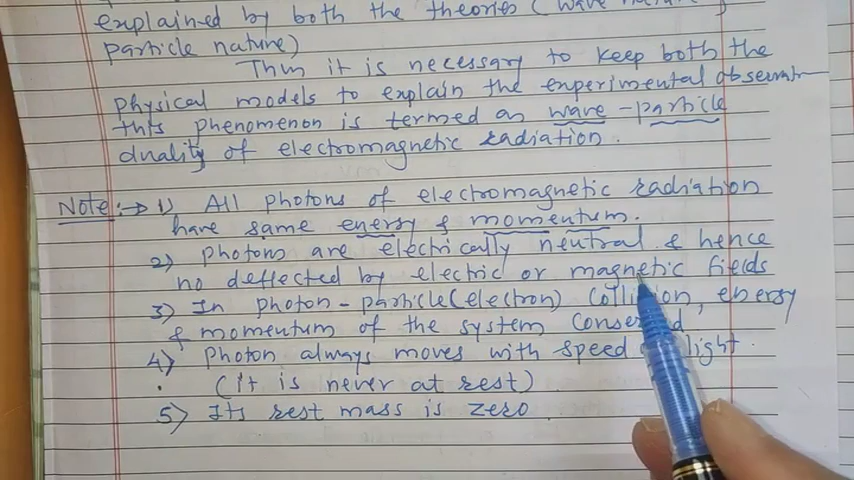 explained by both the theories (wave nature,
particle nature)
Thus it is necessary to keep both the
physical models to explain the experimental observat-
this phenomenon is termed as wave-particle
duality of electromagnetic radiation.
Note:→ 1) All photons of electromagnetic radiation
have same energy & momentum.
2) photons are electrically neutral & hence
no deffected by electric or magnetic fields
3) In photon-particle (electron) collision, energy
& momentum of the system
4) photon always moves with speed light.
(it is never at rest)
5) Its rest mass is zero.